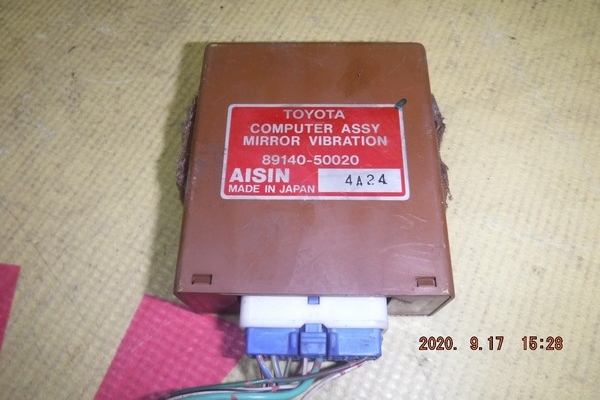 TOYOTA
COMPUTER ASSY
MIRROR VIBRATION
89140-50020
AISIN
MADE IN JAPAN
4A24
2020. 9.17 15:28